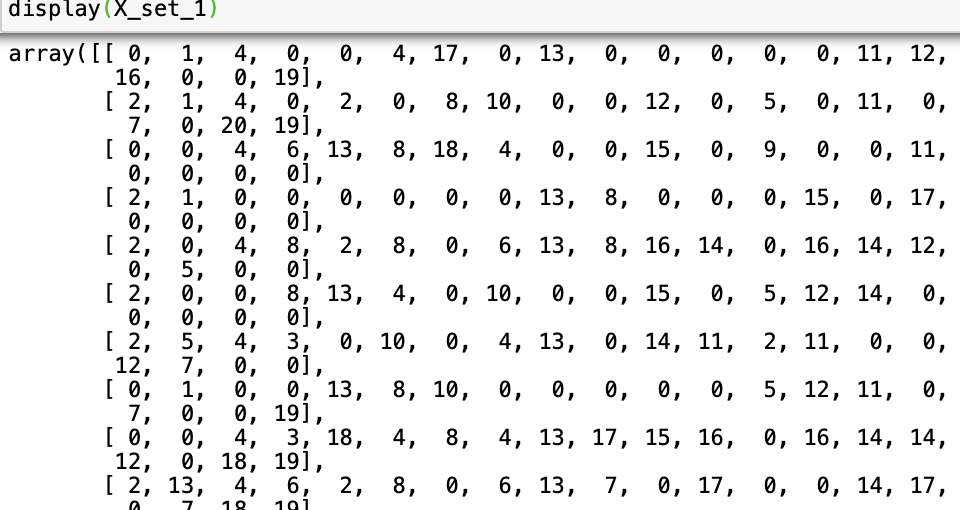 display(X_set_1)
array([[ 0, 1, 4, 0, 0, 4, 17, 0, 13, 0, 0, 0, 0, 0, 11, 12,
16, 0, 0, 19],
[ 2, 1, 4, 0, 2, 0, 8, 10, 0, 0, 12, 0, 5, 0, 11, 0,
7, 0, 20, 19],
[ 0, 0, 4, 6, 13, 8, 18, 4, 0, 0, 15, 0, 9, 0, 0, 11,
0, 0, 0, 0],
[ 2, 1, 0, 0, 0, 0, 0, 0, 13, 8, 0, 0, 0, 15, 0, 17,
0, 0, 0, 0],
[ 2, 0, 4, 8, 2, 8, 0, 6, 13, 8, 16, 14, 0, 16, 14, 12,
0, 5, 0, 0],
[ 2, 0, 0, 8, 13, 4, 0, 10, 0, 0, 15, 0, 5, 12, 14, 0,
0, 0, 0, 0],
[ 2, 5, 4, 3, 0, 10, 0, 4, 13, 0, 14, 11, 2, 11, 0, 0,
12, 7, 0, 0],
[ 0, 1, 0, 0, 13, 8, 10, 0, 0, 0, 0, 0, 5, 12, 11, 0,
7, 0, 0, 19],
[ 0, 0, 4, 3, 18, 4, 8, 4, 13, 17, 15, 16, 0, 16, 14, 14,
12, 0, 18, 19],
[ 2, 13, 4, 6, 2, 8, 0, 6, 13, 7, 0, 17, 0, 0, 14, 17,
0, 7, 18, 19]